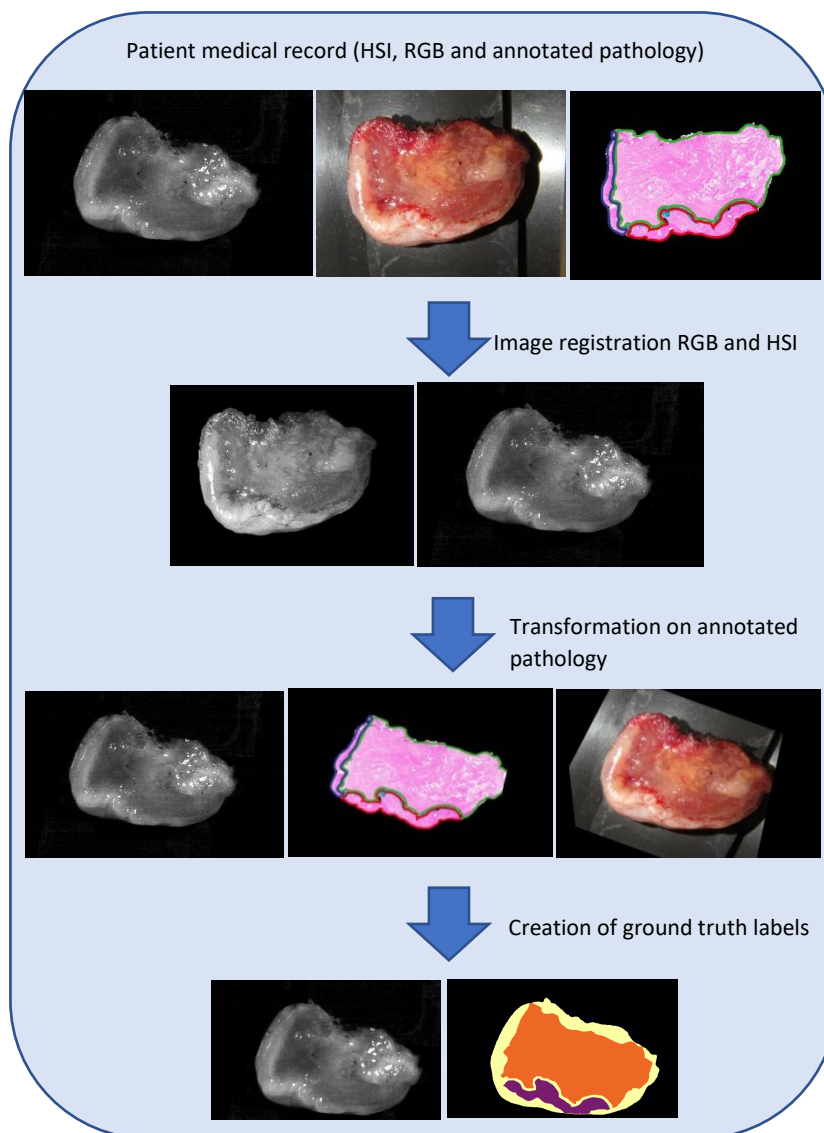 Patient medical record (HSI, RGB and annotated pathology)
Image registration RGB and HSI
Transformation on annotated
pathology
Creation of ground truth labels